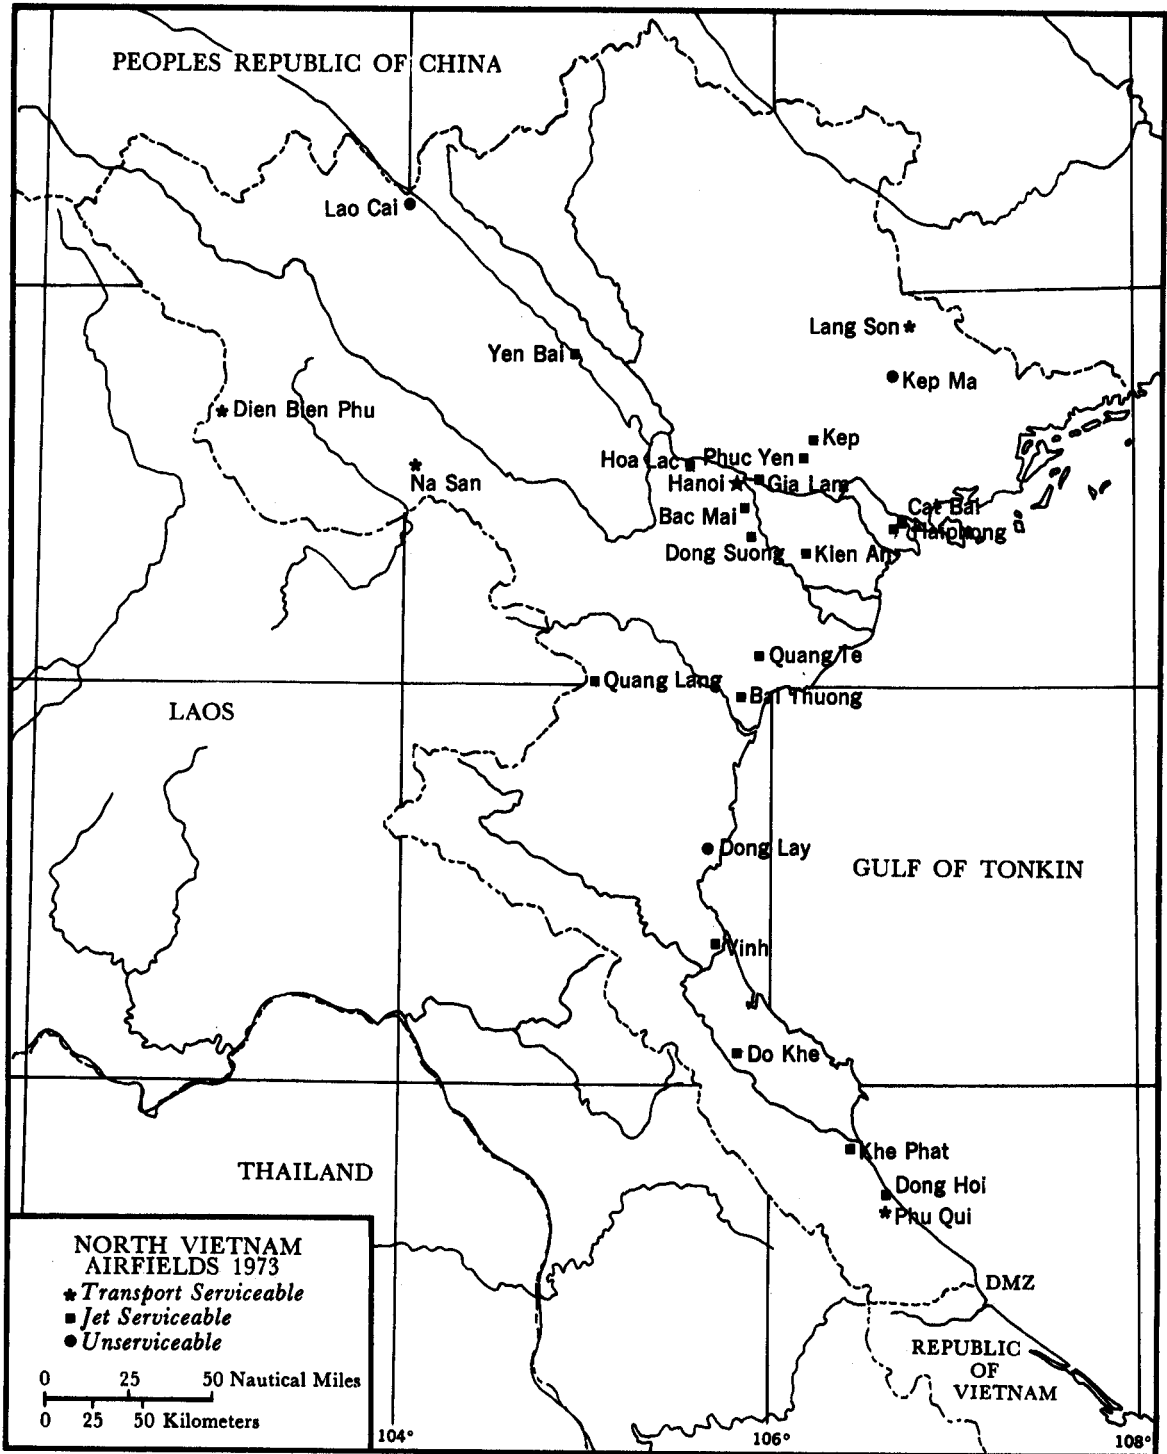 PEOPLES REPUBLIC OF CHINA
Lao Cai
Lang Son
Yen Bai
Kep Ma
Dien Bien Phu
Kep
Hoa Lac
Phuc Yen
Na San
Hanoi
Gia Lam
Cat Bai
Bac Mai
Haiphong
Dong Suong
Kien An
Quang Te
Quang Lang
Bai Thuong
LAOS
Dong Lay
GULF OF TONKIN
Vinh
Do Khe
Khe Phat
THAILAND
Dong Hoi
Phu Qui
DMZ
REPUBLIC
OF
VIETNAM
NORTH VIETNAM
AIRFIELDS 1973
Transport Serviceable
Jet Serviceable
Unserviceable
0 25 50 Nautical Miles
0 25 50 Kilometers
104° 106° 108°